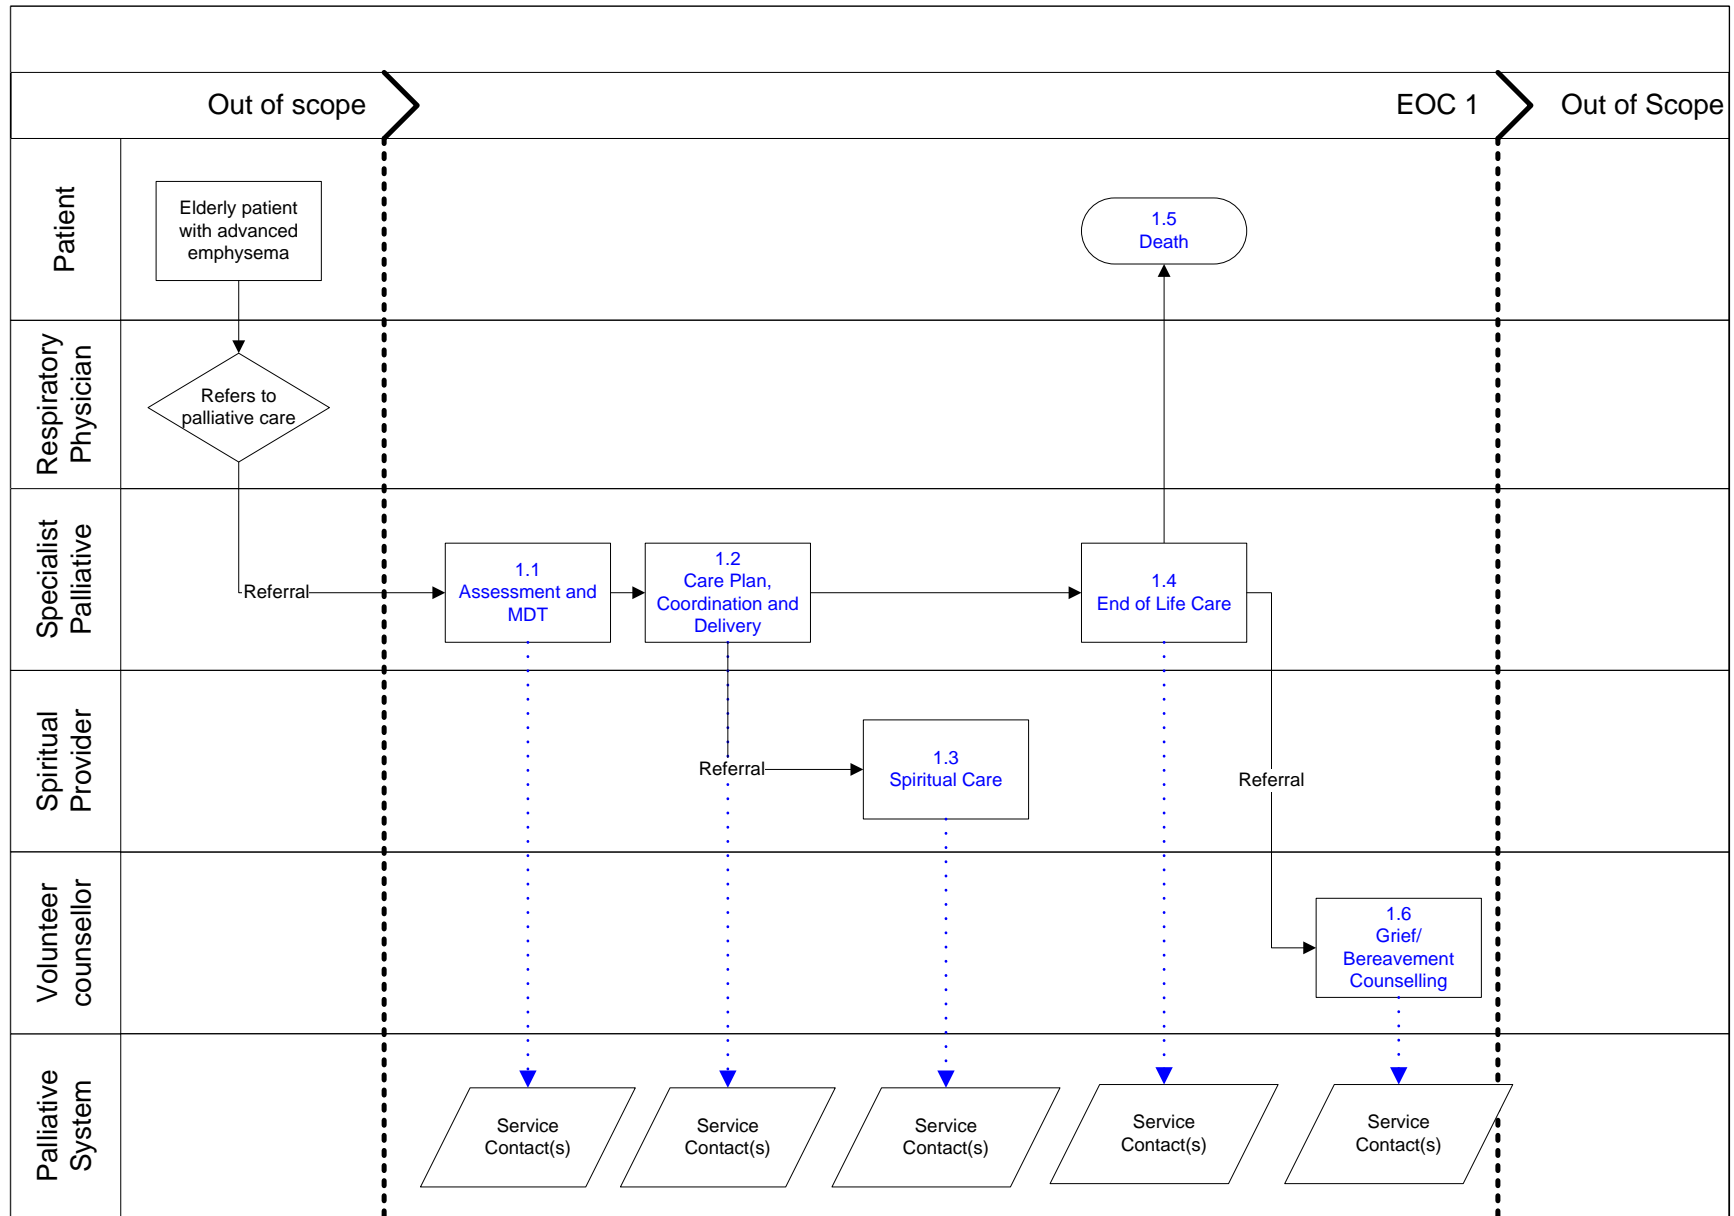 Out of scope
EOC 1
Out of Scope
Patient
Elderly patient
with advanced
emphysema
1.5
Death
Respiratory
Physician
Refers to
palliative care
Specialist
Palliative
Referral
1.1
Assessment and
MDT
1.2
Care Plan,
Coordination and
Delivery
1.4
End of Life Care
Spiritual
Provider
Referral
1.3
Spiritual Care
Referral
Volunteer
counsellor
1.6
Grief/
Bereavement
Counselling
Palliative
System
Service
Contact(s)
Service
Contact(s)
Service
Contact(s)
Service
Contact(s)
Service
Contact(s)